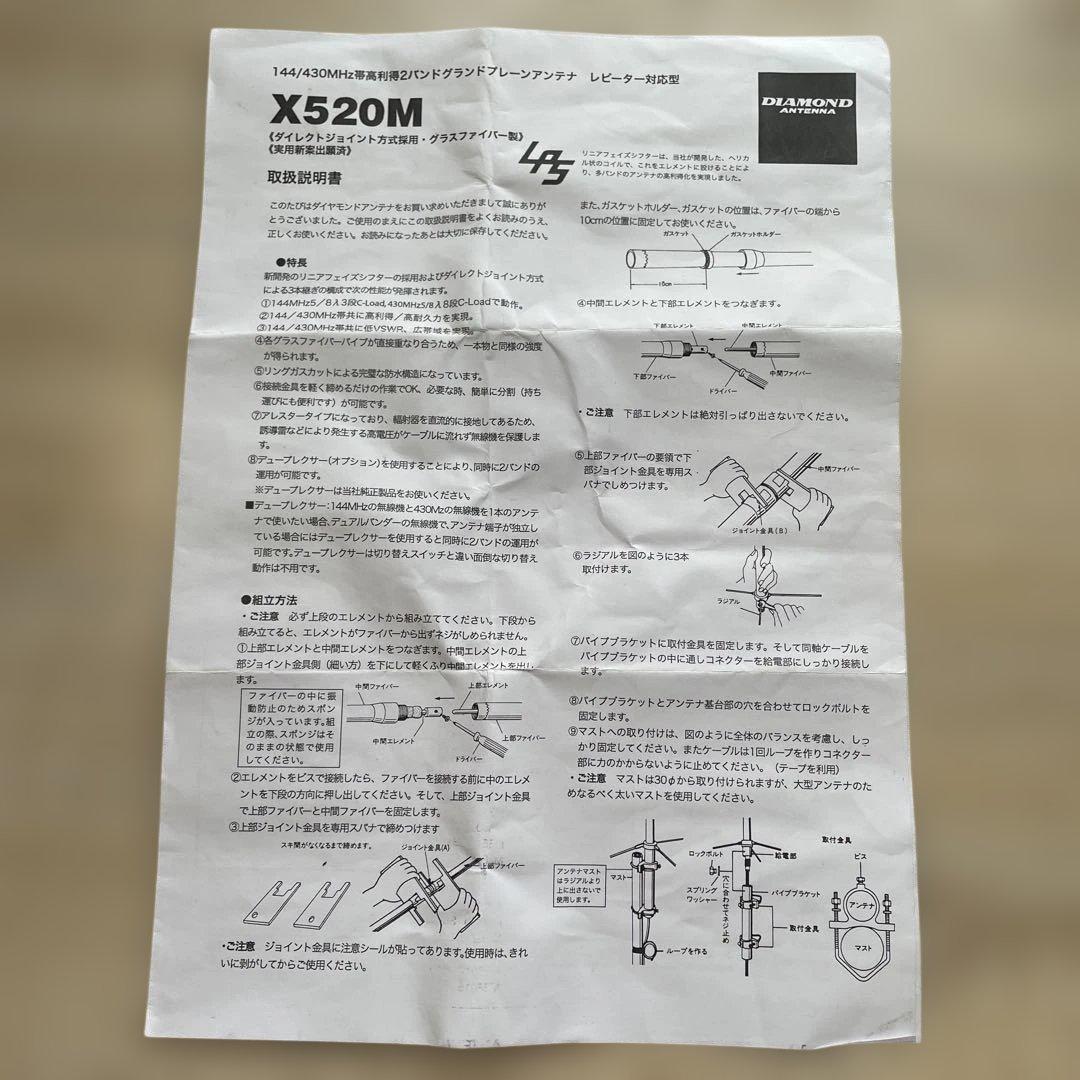 144/430MHz帯高利得2バンドグランドプレーンアンテナ　レピーター対応型
X520M
《ダイレクトジョイント方式採用・グラスファイバー製》
《実用新案出願済》
取扱説明書
LPS
リニアフェイズシフターは、当社が開発した、ヘリカ
ル状のコイルで、これをエレメントに設けることによ
り、多バンドのアンテナの高利得化を実現しました。
DIAMOND
ANTENNA
このたびはダイヤモンドアンテナをお買い求めいただきまして誠にありが
とうございました。ご使用のまえにこの取扱説明書をよくお読みのうえ、
正しくお使いください。お読みになったあとは大切に保存してください。
●特長
新開発のリニアフェイズシフターの採用およびダイレクトジョイント方式
による3本継ぎの構成で次の性能が発揮されます。
①144MHz5／8λ3段C-Load,430MHz5/8λ8段C-Loadで動作。
②144／430MHz帯共に高利得／高耐久力を実現。
③144／430MHz帯共に低VSWR、広帯域を実現。
④各グラスファイバーパイプが直接重なり合うため、一本物と同様の強度
が得られます。
⑤リングガスカットによる完璧な防水構造になっています。
⑥接続金具を軽く締めるだけの作業でOK、必要な時、簡単に分割（持ち
運びにも便利です）が可能です。
⑦アレスタータイプになっており、輻射器を直流的に接地してあるため、
誘導雷などにより発生する高電圧がケーブルに流れず無線機を保護しま
す。
⑧デュープレクサー(オプション)を使用することにより、同時に2バンドの
運用が可能です。
※デュープレクサーは当社純正製品をお使いください。
■デュープレクサー：144MHzの無線機と430Mzの無線機を1本のアンテ
ナで使いたい場合、デュアルバンダーの無線機で、アンテナ端子が独立し
ている場合にはデュープレクサーを使用すると同時に2バンドの運用が
可能です。デュープレクサーは切り替えスイッチと違い面倒な切り替え
動作は不用です。
●組立方法
・ご注意　必ず上段のエレメントから組み立ててください。下段から
組み立てると、エレメントがファイバーから出ずネジがしめられません。
①上部エレメントと中間エレメントをつなぎます。中間エレメントの上
部ジョイント金具側（細い方）を下にして軽くふり中間エレメントを出し
ます。
ファイバーの中に振
動防止のためスポン
ジが入っています。組
立の際、スポンジはそ
のままの状態で使用
してください。
中間ファイバー
上部エレメント
中間エレメント
上部ファイバー
ドライバー
②エレメントをビスで接続したら、ファイバーを接続する前に中のエレメ
ントを下段の方向に押し出してください。そして、上部ジョイント金具
で上部ファイバーと中間ファイバーを固定します。
③上部ジョイント金具を専用スパナで締めつけます
スキ間がなくなるまで締めます。
ジョイント金具(A)
上部ファイバー
・ご注意　ジョイント金具に注意シールが貼ってあります。使用時は、きれ
いに剥がしてからご使用ください。
また、ガスケットホルダー、ガスケットの位置は、ファイバーの端から
10cmの位置に固定してお使いください。
ガスケット
ガスケットホルダー
10cm
④中間エレメントと下部エレメントをつなぎます。
下部エレメント
中間エレメント
下部ファイバー
中間ファイバー
ドライバー
・ご注意　下部エレメントは絶対引っぱり出さないでください。
⑤上部ファイバーの要領で下
部ジョイント金具を専用ス
パナでしめつけます。
中間ファイバー
ジョイント金具(B)
⑥ラジアルを図のように3本
取付けます。
ラジアル
⑦パイプブラケットに取付金具を固定します。そして同軸ケーブルを
パイプブラケットの中に通しコネクターを給電部にしっかり接続し
ます。
⑧パイプブラケットとアンテナ基台部の穴を合わせてロックボルトを
固定します。
⑨マストへの取り付けは、図のように全体のバランスを考慮し、しっ
かり固定してください。またケーブルは1回ループを作りコネクター
部に力のかからないように止めてください。（テープを利用）
・ご注意　マストは30φから取り付けられますが、大型アンテナのた
めなるべく太いマストを使用してください。
アンテナマスト
はラジアルより
上に出さないで
使用します。
マスト
ループを作る
ロックボルト
スプリング
ワッシャー
穴に合わせてネジ止め
給電部
パイプブラケット
取付金具
取付金具
ビス
アンテナ
マスト